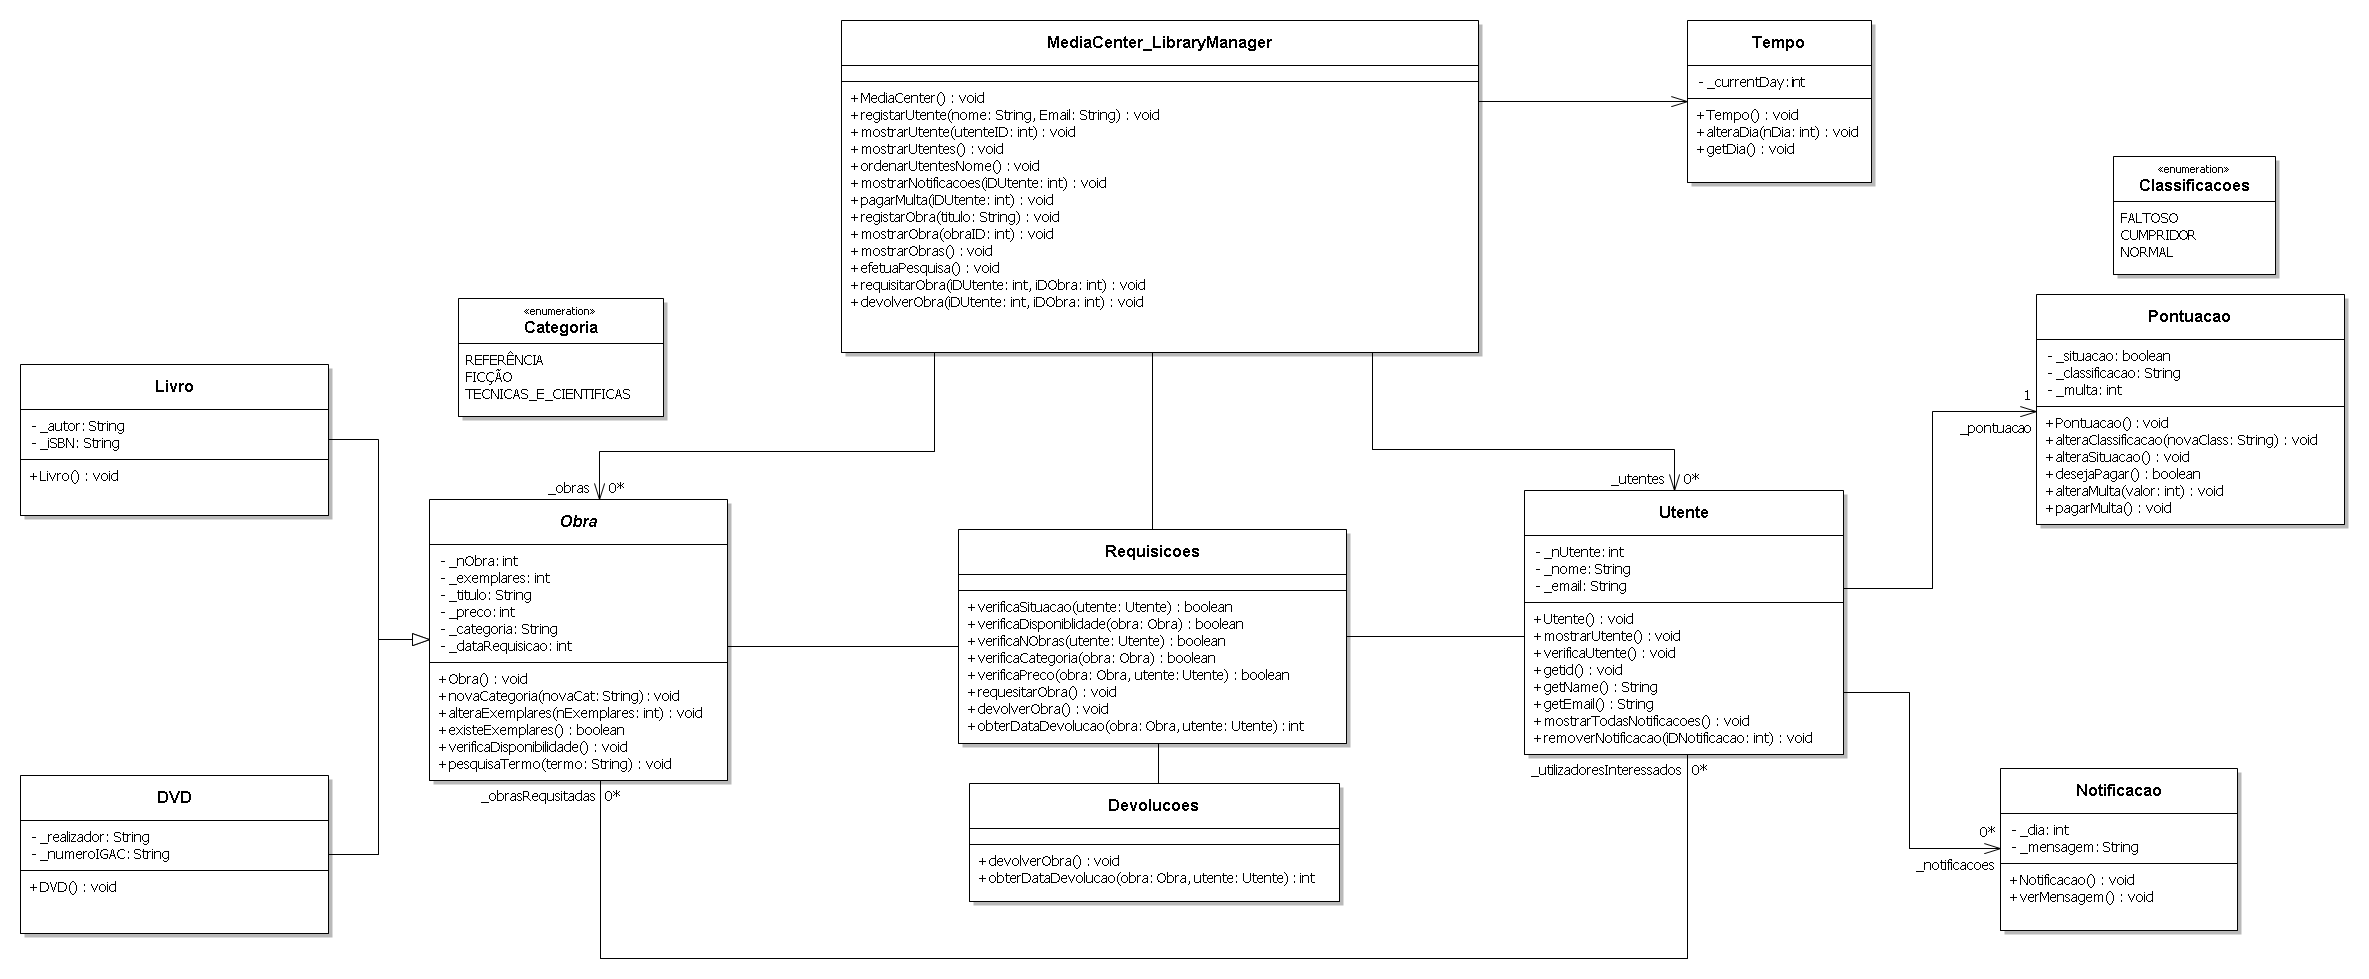 MediaCenter_LibraryManager
+MediaCenter() : void
+registarUtente(nome: String, Email: String) : void
+mostrarUtente(utenteID: int) : void
+mostrarUtentes() : void
+ordenarUtentesNome() : void
+mostrarNotificacoes(iDUtente: int) : void
+pagarMulta(iDUtente: int) : void
+registarObra(titulo: String) : void
+mostrarObra(obraID: int) : void
+mostrarObras() : void
+efetuaPesquisa() : void
+requisitarObra(iDUtente: int, iDObra: int) : void
+devolverObra(iDUtente: int, iDObra: int) : void
Tempo
-_currentDay: int
+Tempo() : void
+alteraDia(nDia: int) : void
+getDia() : void
«enumeration»
Classificacoes
FALTOSO
CUMPRIDOR
NORMAL
«enumeration»
Categoria
REFERÊNCIA
FICÇÃO
TECNICAS_E_CIENTIFICAS
Pontuacao
-_situacao: boolean
-_classificacao: String
-_multa: int
+Pontuacao() : void
+alteraClassificacao(novaClass: String) : void
+alteraSituacao() : void
+desejaPagar() : boolean
+alteraMulta(valor: int) : void
+pagarMulta() : void
1
_pontuacao
Livro
-_autor: String
-_iSBN: String
+Livro() : void
_obras 0*
_utentes 0*
Obra
-_nObra: int
-_exemplares: int
-_titulo: String
-_preco: int
-_categoria: String
-_dataRequisicao: int
+Obra() : void
+novaCategoria(novaCat: String) : void
+alteraExemplares(nExemplares: int) : void
+existeExemplares() : boolean
+verificaDisponibilidade() : void
+pesquisaTermo(termo: String) : void
Requisicoes
+verificaSituacao(utente: Utente) : boolean
+verificaDisponiblidade(obra: Obra) : boolean
+verificaNObras(utente: Utente) : boolean
+verificaCategoria(obra: Obra) : boolean
+verificaPreco(obra: Obra, utente: Utente) : boolean
+requesitarObra() : void
+devolverObra() : void
+obterDataDevolucao(obra: Obra, utente: Utente) : int
Utente
-_nUtente: int
-_nome: String
-_email: String
+Utente() : void
+mostrarUtente() : void
+verificaUtente() : void
+getid() : void
+getName() : String
+getEmail() : String
+mostrarTodasNotificacoes() : void
+removerNotificacao(iDNotificacao: int) : void
_utilizadoresInteressados 0*
_obrasRequsitadas 0*
DVD
-_realizador: String
-_numeroIGAC: String
+DVD() : void
Devolucoes
+devolverObra() : void
+obterDataDevolucao(obra: Obra, utente: Utente) : int
Notificacao
-_dia: int
-_mensagem: String
+Notificacao() : void
+verMensagem() : void
0*
_notificacoes